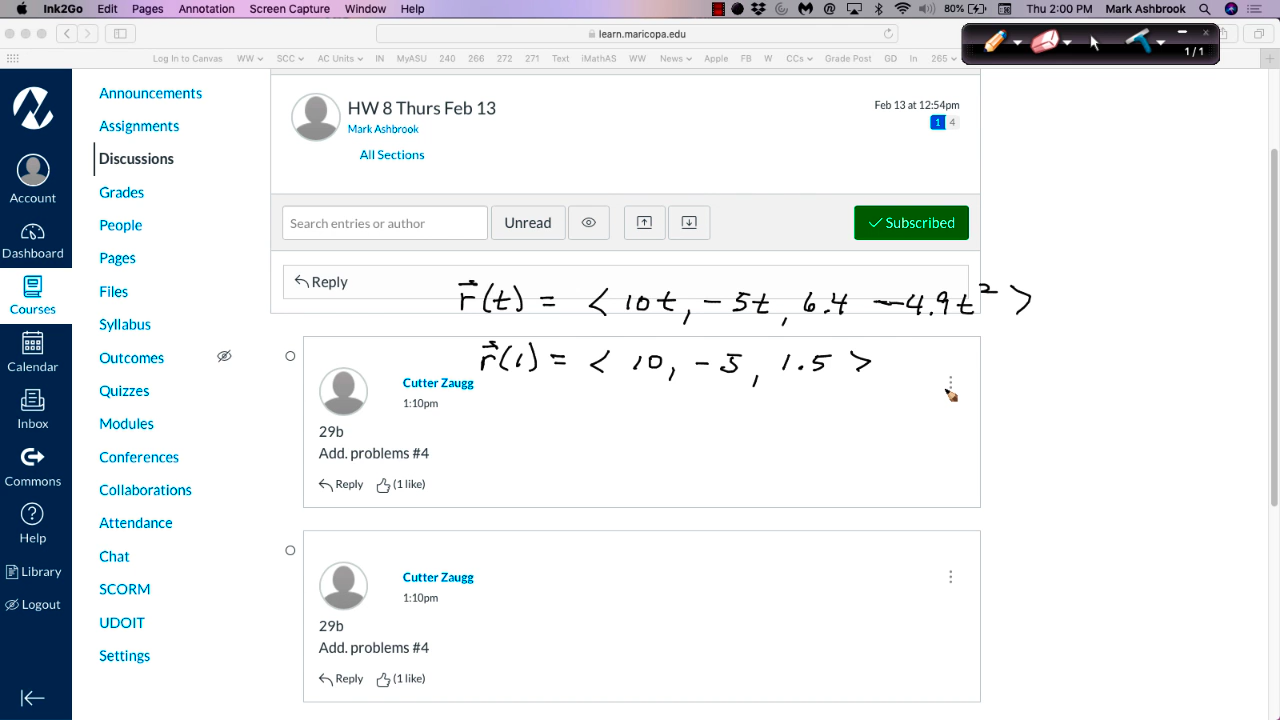 Ink2Go Edit Pages Annotation Screen Capture Window Help 80% Thu 2:00 PM Mark Ashbrook
learn.maricopa.edu
1 / 1
Log In to Canvas WW SCC AC Units IN MyASU 240 266 272 271 Text iMathAS WW News Apple FB W CCs Grade Post GD In 265
Announcements
Assignments
Discussions
Grades
People
Pages
Files
Syllabus
Outcomes
Quizzes
Modules
Conferences
Collaborations
Attendance
Chat
SCORM
UDOIT
Settings
Account
Dashboard
Courses
Calendar
Inbox
Commons
Help
Library
Logout
HW 8 Thurs Feb 13
Mark Ashbrook
All Sections
Feb 13 at 12:54pm
1 4
Search entries or author Unread Subscribed
Reply
r⃗(t) = < 10t, -5t, 6.4 - 4.9t² >
r⃗(1) = < 10, -5, 1.5 >
Cutter Zaugg
1:10pm
29b
Add. problems #4
Reply (1 like)
Cutter Zaugg
1:10pm
29b
Add. problems #4
Reply (1 like)